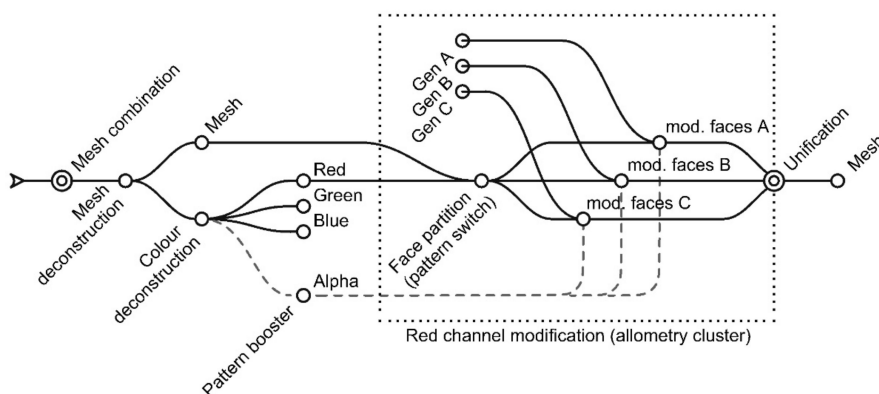 Gen A
Gen B
Gen C
Mesh combination
Mesh
mod. faces A
mod. faces B
mod. faces C
Unification
Mesh
Mesh
deconstruction
Red
Green
Blue
Colour
deconstruction
Face partition
(pattern switch)
Alpha
Pattern booster
Red channel modification (allometry cluster)